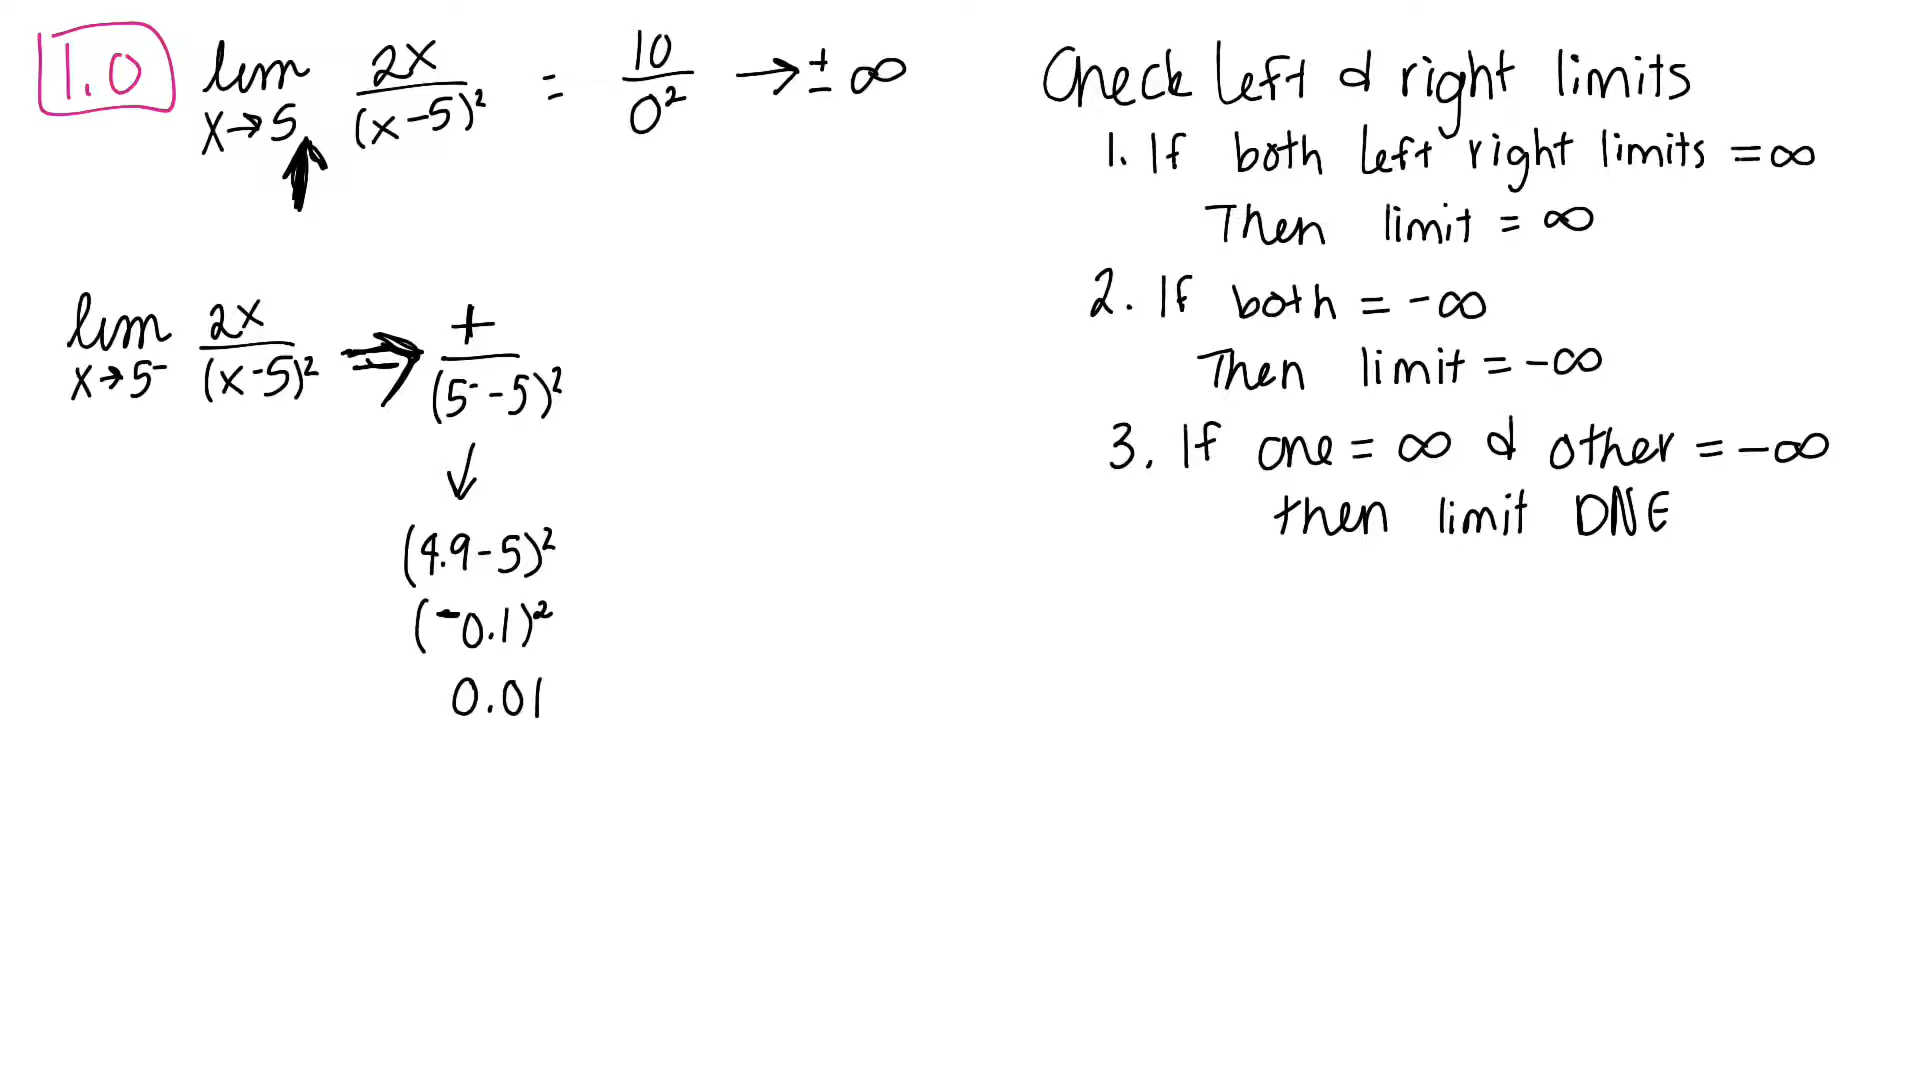 1.0 lim x→5 2x/(x-5)² = 10/0² → ± ∞
lim x→5⁻ 2x/(x-5)² → +/(5⁻-5)²
↓
(4.9-5)²
(-0.1)²
0.01
Check left & right limits
1. If both left right limits = ∞
Then limit = ∞
2. If both = -∞
Then limit = -∞
3. If one = ∞ & other = -∞
then limit DNE